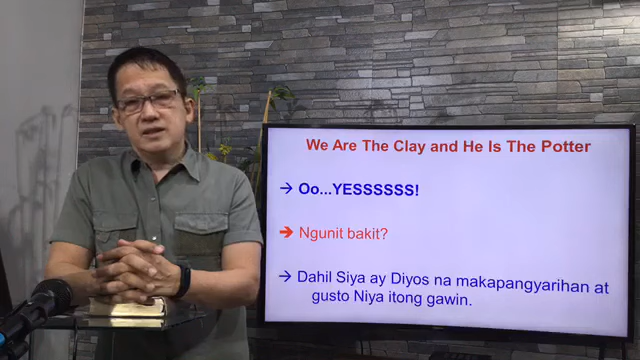 We Are The Clay and He Is The Potter
→ Oo...YESSSSSS!
➔ Ngunit bakit?
→ Dahil Siya ay Diyos na makapangyarihan at
gusto Niya itong gawin.